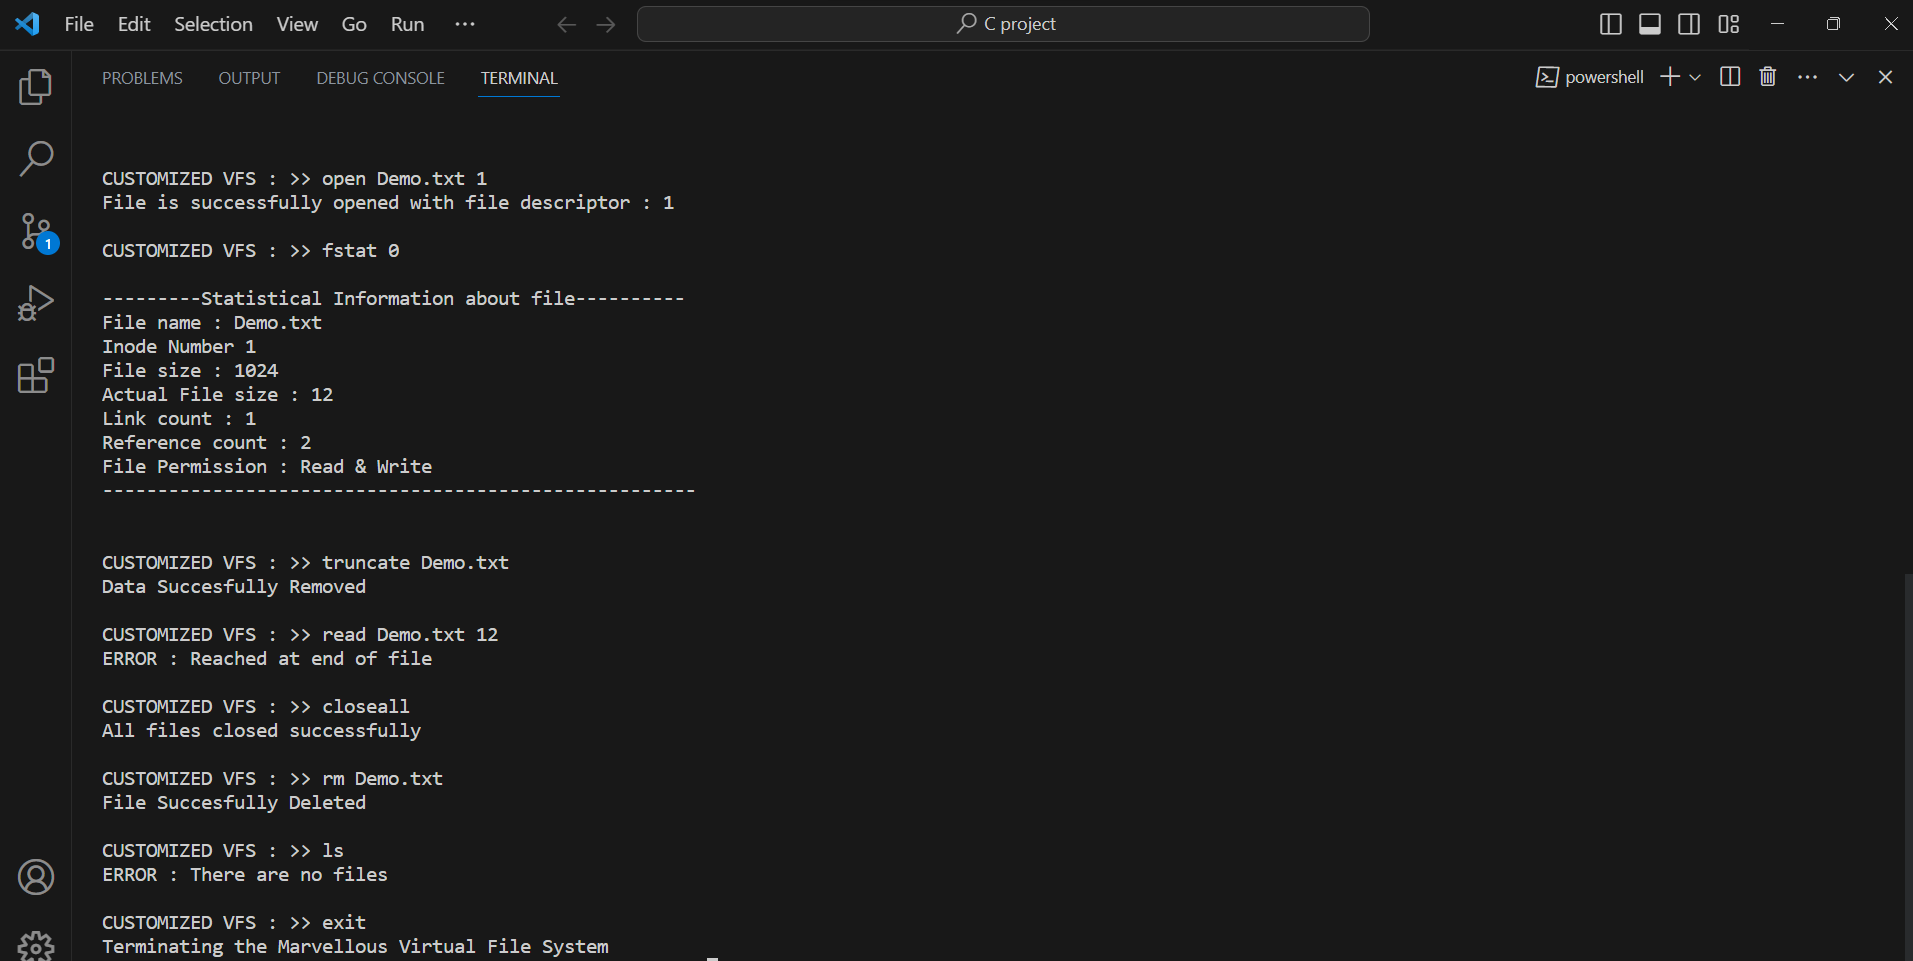 File Edit Selection View Go Run ···
C project
PROBLEMS OUTPUT DEBUG CONSOLE TERMINAL
powershell
1
CUSTOMIZED VFS : >> open Demo.txt 1
File is successfully opened with file descriptor : 1
CUSTOMIZED VFS : >> fstat 0
---------Statistical Information about file----------
File name : Demo.txt
Inode Number 1
File size : 1024
Actual File size : 12
Link count : 1
Reference count : 2
File Permission : Read & Write
------------------------------------------------------
CUSTOMIZED VFS : >> truncate Demo.txt
Data Succesfully Removed
CUSTOMIZED VFS : >> read Demo.txt 12
ERROR : Reached at end of file
CUSTOMIZED VFS : >> closeall
All files closed successfully
CUSTOMIZED VFS : >> rm Demo.txt
File Succesfully Deleted
CUSTOMIZED VFS : >> ls
ERROR : There are no files
CUSTOMIZED VFS : >> exit
Terminating the Marvellous Virtual File System